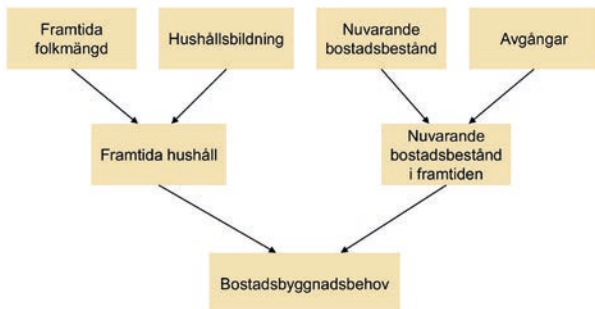 Framtida
folkmängd
Hushållsbildning
Nuvarande
bostadsbestånd
Avgångar
Framtida hushåll
Nuvarande
bostadsbestånd
i framtiden
Bostadsbyggnadsbehov